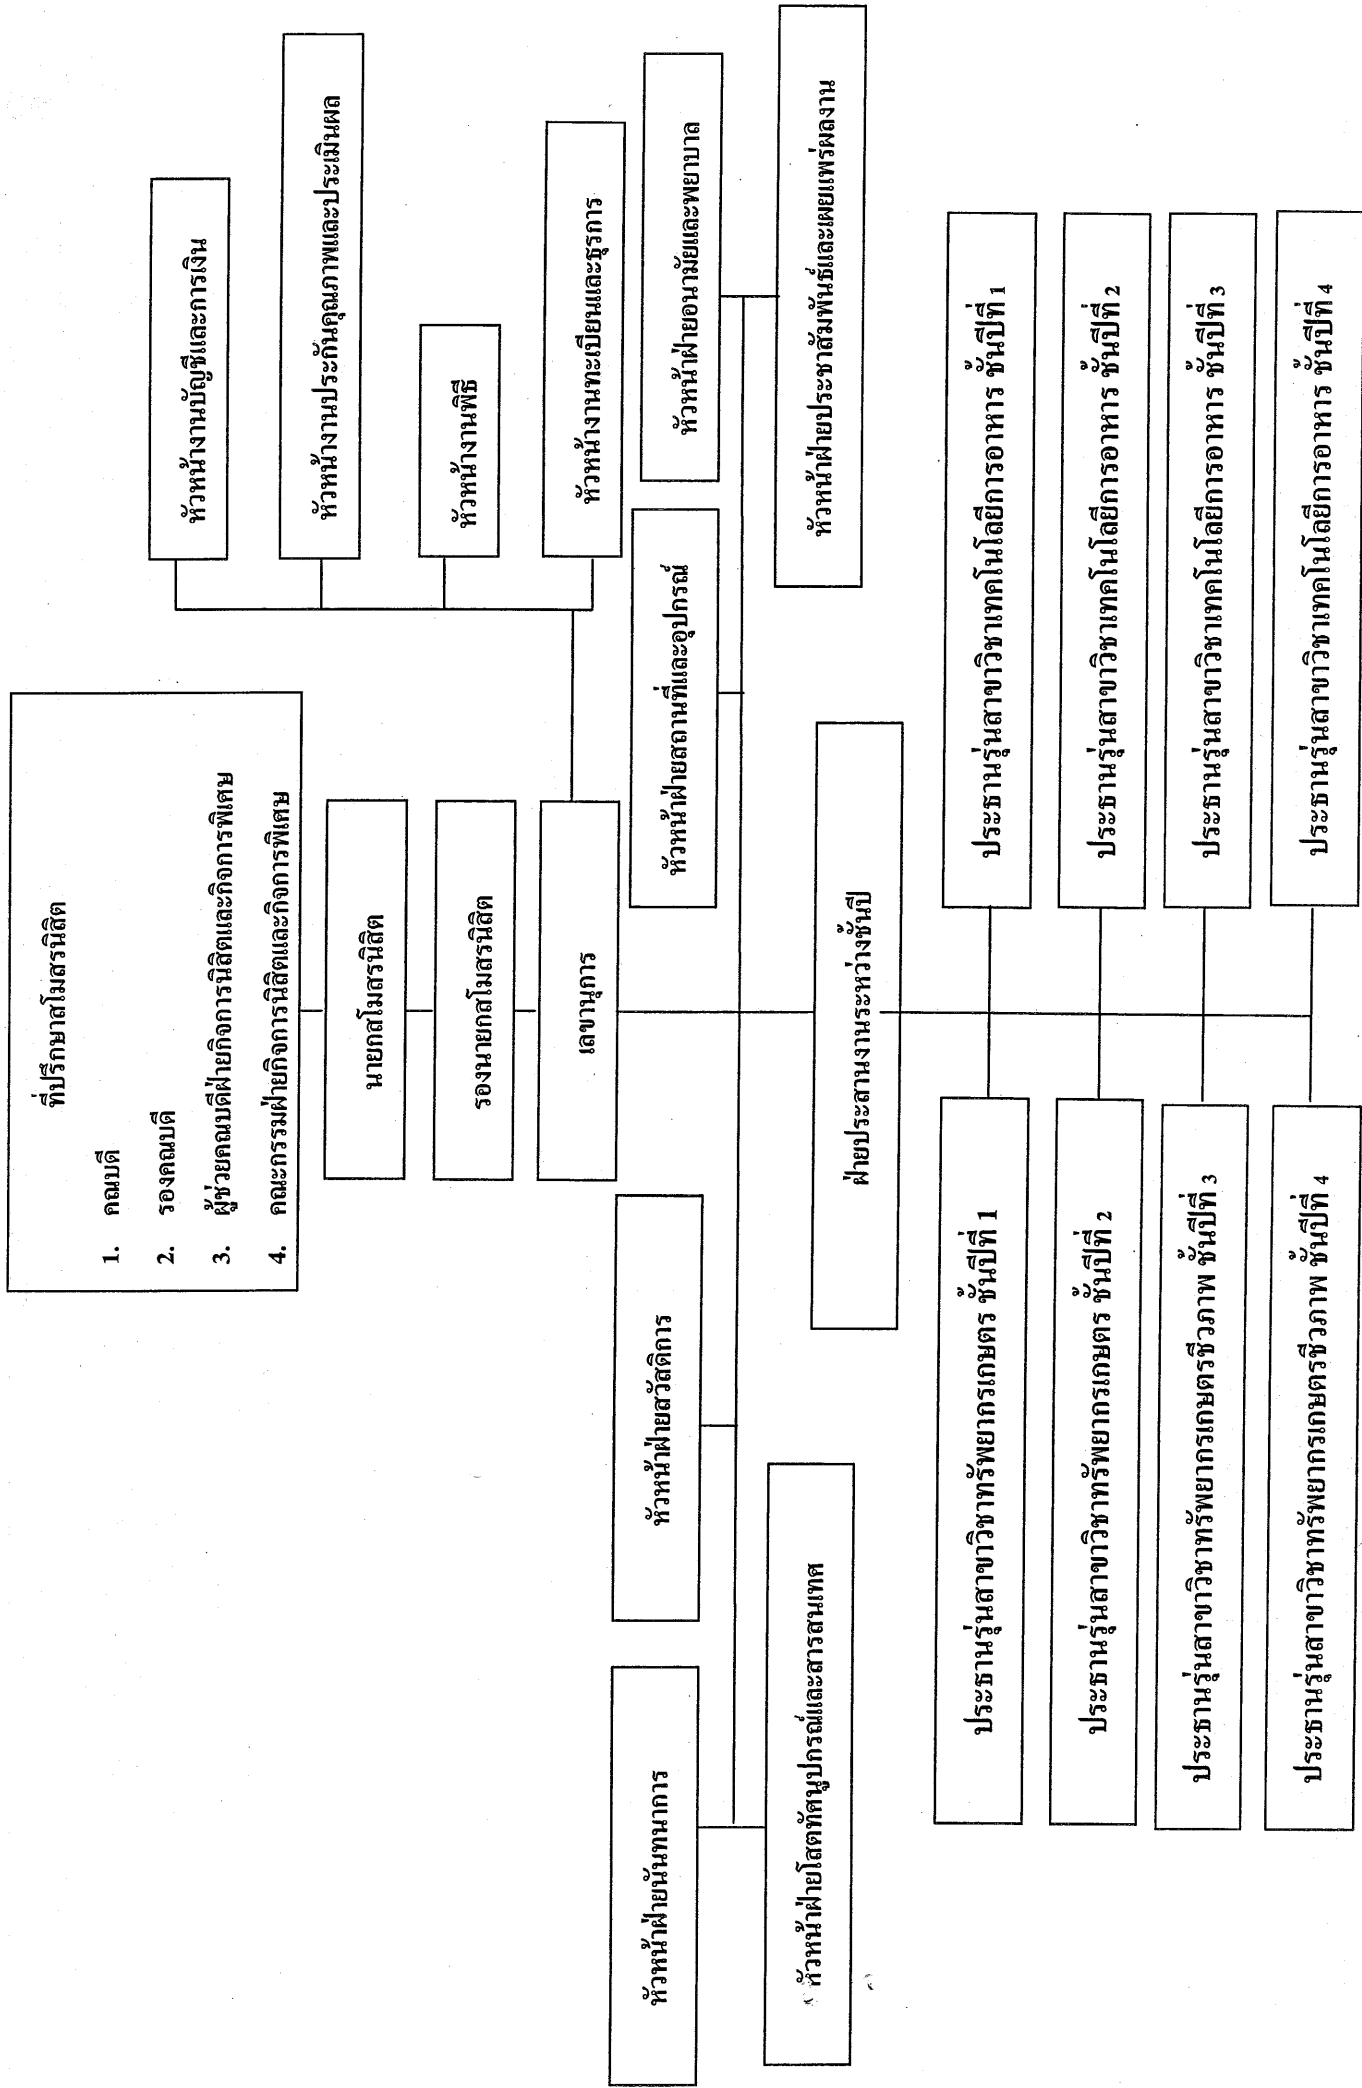 ที่ปรึกษาสโมสรนิสิต
1. คณบดี
2. รองคณบดี
3. ผู้ช่วยคณบดีฝ่ายกิจการนิสิตและกิจการพิเศษ
4. คณะกรรมฝ่ายกิจการนิสิตและกิจการพิเศษ
นายกสโมสรนิสิต
รองนายกสโมสรนิสิต
เลขานุการ
หัวหน้างานบัญชีและการเงิน
หัวหน้างานประกันคุณภาพและประเมินผล
หัวหน้างานพิธี
หัวหน้างานทะเบียนและธุรการ
หัวหน้าฝ่ายนันทนาการ
หัวหน้าฝ่ายสวัสดิการ
หัวหน้าฝ่ายสถานที่และอุปกรณ์
หัวหน้าฝ่ายอนามัยและพยาบาล
หัวหน้าฝ่ายโสตทัศนูปกรณ์และสารสนเทศ
หัวหน้าฝ่ายประชาสัมพันธ์และเผยแพร่ผลงาน
ฝ่ายประสานงานระหว่างชั้นปี
ประธานรุ่นสาขาวิชาทรัพยากรเกษตร ชั้นปีที่ 1
ประธานรุ่นสาขาวิชาเทคโนโลยีการอาหาร ชั้นปีที่ 1
ประธานรุ่นสาขาวิชาทรัพยากรเกษตร ชั้นปีที่ 2
ประธานรุ่นสาขาวิชาเทคโนโลยีการอาหาร ชั้นปีที่ 2
ประธานรุ่นสาขาวิชาทรัพยากรเกษตรชีวภาพ ชั้นปีที่ 3
ประธานรุ่นสาขาวิชาเทคโนโลยีการอาหาร ชั้นปีที่ 3
ประธานรุ่นสาขาวิชาทรัพยากรเกษตรชีวภาพ ชั้นปีที่ 4
ประธานรุ่นสาขาวิชาเทคโนโลยีการอาหาร ชั้นปีที่ 4